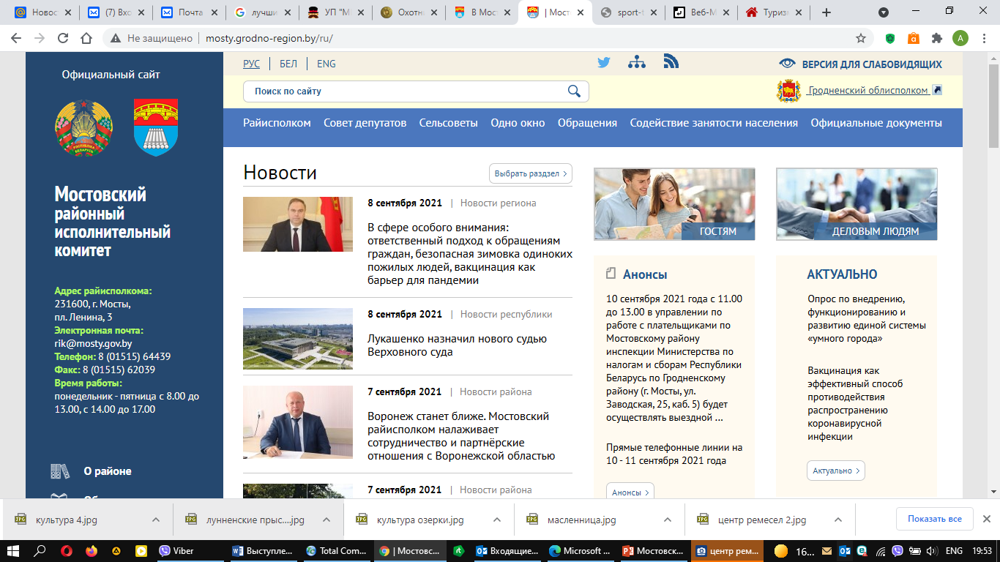 Новос
(7) Вхо
Почта
лучши
УП "М
Охотн
В Мост
| Мост
sport-t
Веб-М
Туризм
Не защищено
mosty.grodno-region.by/ru/
A
Официальный сайт
Мостовский
районный
исполнительный
комитет
Адрес райисполкома:
231600, г. Мосты,
пл. Ленина, 3
Электронная почта:
rik@mosty.gov.by
Телефон: 8 (01515) 64439
Факс: 8 (01515) 62039
Время работы:
понедельник - пятница с 8.00 до
13.00, с 14.00 до 17.00
О районе
РУС
БЕЛ
ENG
ВЕРСИЯ ДЛЯ СЛАБОВИДЯЩИХ
Поиск по сайту
Гродненский облисполком
Райисполком
Совет депутатов
Сельсоветы
Одно окно
Обращения
Содействие занятости населения
Официальные документы
Новости
Выбрать раздзел >
8 сентября 2021 | Новости региона
В сфере особого внимания:
ответственный подход к обращениям
граждан, безопасная зимовка одиноких
пожилых людей, вакцинация как
барьер для пандемии
8 сентября 2021 | Новости республики
Лукашенко назначил нового судью
Верховного суда
7 сентября 2021 | Новости района
Воронеж станет ближе. Мостовский
райисполком налаживает
сотрудничество и партнёрские
отношения с Воронежской областью
7 сентября 2021 | Новости района
ГОСТЯМ
Анонсы
10 сентября 2021 года с 11.00
до 13.00 в управлении по
работе с плательщиками по
Мостовскому району
инспекции Министерства по
налогам и сборам Республики
Беларусь по Гродненскому
району (г. Мосты, ул.
Заводская, 25, каб. 5) будет
осуществлять выездной ...
Прямые телефонные линии на
10 - 11 сентября 2021 года
Анонсы >
ДЕЛОВЫМ ЛЮДЯМ
АКТУАЛЬНО
Опрос по внедрению,
функционированию и
развитию единой системы
«умного города»
Вакцинация как
эффективный способ
противодействия
распространению
коронавирусной
инфекции
Актуально >
культура 4.jpg
лунненские прыс....jpg
культура озерки.jpg
масленница.jpg
центр ремесел 2.jpg
Показать все
Viber
Выступле...
Total Com...
| Мостовс...
Входящие...
Microsoft ...
Мостовск...
центр рем...
16...
ENG
19:53